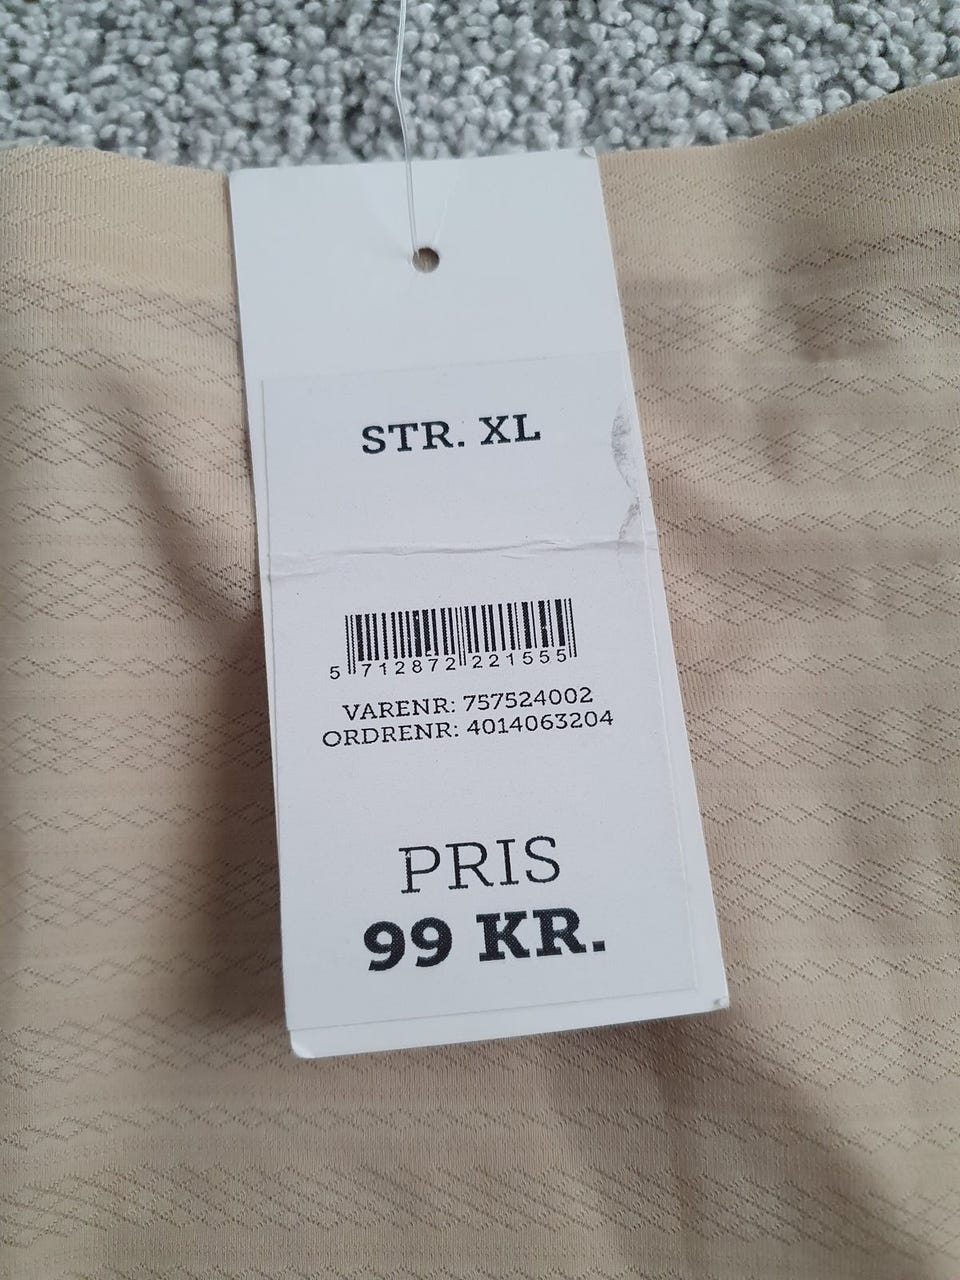 STR. XL
5 712872 221555
VARENR: 757524002
ORDRENR: 4014063204
PRIS
99 KR.